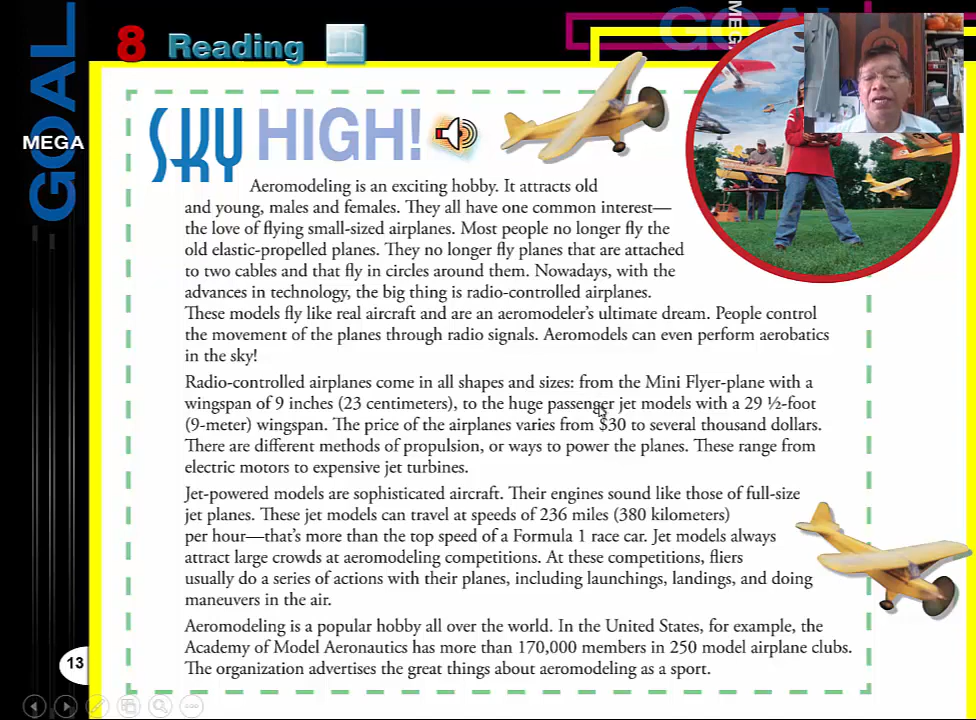 8 Reading
GOAL
MEGA
GOAL
MEG
SKY HIGH!
Aeromodeling is an exciting hobby. It attracts old
and young, males and females. They all have one common interest—
the love of flying small-sized airplanes. Most people no longer fly the
old elastic-propelled planes. They no longer fly planes that are attached
to two cables and that fly in circles around them. Nowadays, with the
advances in technology, the big thing is radio-controlled airplanes.
These models fly like real aircraft and are an aeromodeler's ultimate dream. People control
the movement of the planes through radio signals. Aeromodels can even perform aerobatics
in the sky!
Radio-controlled airplanes come in all shapes and sizes: from the Mini Flyer-plane with a
wingspan of 9 inches (23 centimeters), to the huge passenger jet models with a 29 ½-foot
(9-meter) wingspan. The price of the airplanes varies from $30 to several thousand dollars.
There are different methods of propulsion, or ways to power the planes. These range from
electric motors to expensive jet turbines.
Jet-powered models are sophisticated aircraft. Their engines sound like those of full-size
jet planes. These jet models can travel at speeds of 236 miles (380 kilometers)
per hour—that's more than the top speed of a Formula 1 race car. Jet models always
attract large crowds at aeromodeling competitions. At these competitions, fliers
usually do a series of actions with their planes, including launchings, landings, and doing
maneuvers in the air.
Aeromodeling is a popular hobby all over the world. In the United States, for example, the
Academy of Model Aeronautics has more than 170,000 members in 250 model airplane clubs.
The organization advertises the great things about aeromodeling as a sport.
13